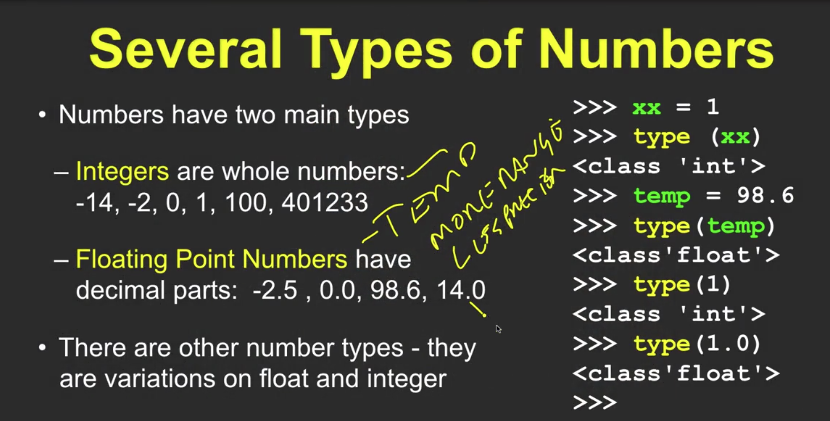 Several Types of Numbers
• Numbers have two main types
– Integers are whole numbers:
-14, -2, 0, 1, 100, 401233
– Floating Point Numbers have
decimal parts: -2.5 , 0.0, 98.6, 14.0
• There are other number types - they
are variations on float and integer
- TEMP
MORE RANGE
LESS PRECISION
>>> xx = 1
>>> type (xx)
<class 'int'>
>>> temp = 98.6
>>> type(temp)
<class'float'>
>>> type(1)
<class 'int'>
>>> type(1.0)
<class'float'>
>>>